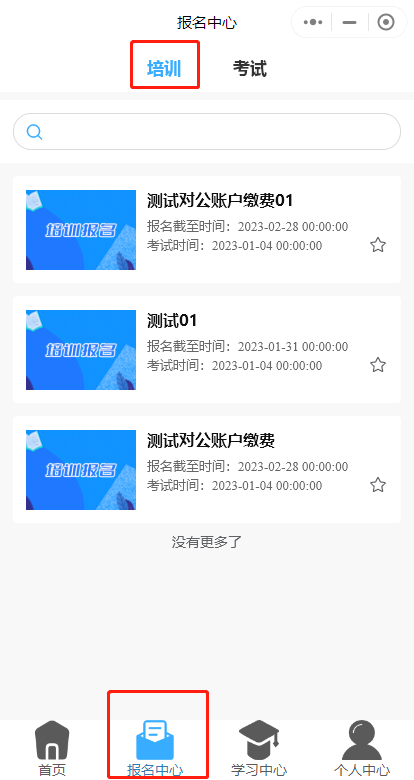 报名中心
培训
考试
培训报名
测试对公账户缴费01
报名截至时间：2023-02-28 00:00:00
考试时间：2023-01-04 00:00:00
培训报名
测试01
报名截至时间：2023-01-31 00:00:00
考试时间：2023-01-04 00:00:00
培训报名
测试对公账户缴费
报名截至时间：2023-02-28 00:00:00
考试时间：2023-01-04 00:00:00
没有更多了
首页
报名中心
学习中心
个人中心